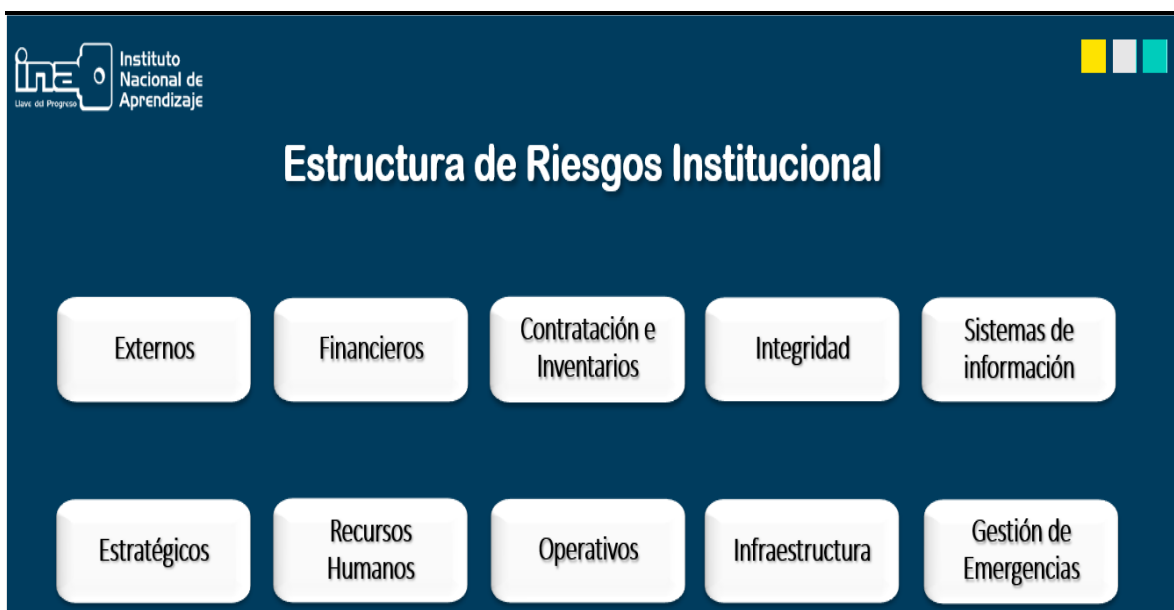 ina
Llave del Progreso
Instituto
Nacional de
Aprendizaje
Estructura de Riesgos Institucional
Externos
Financieros
Contratación e
Inventarios
Integridad
Sistemas de
información
Estratégicos
Recursos
Humanos
Operativos
Infraestructura
Gestión de
Emergencias